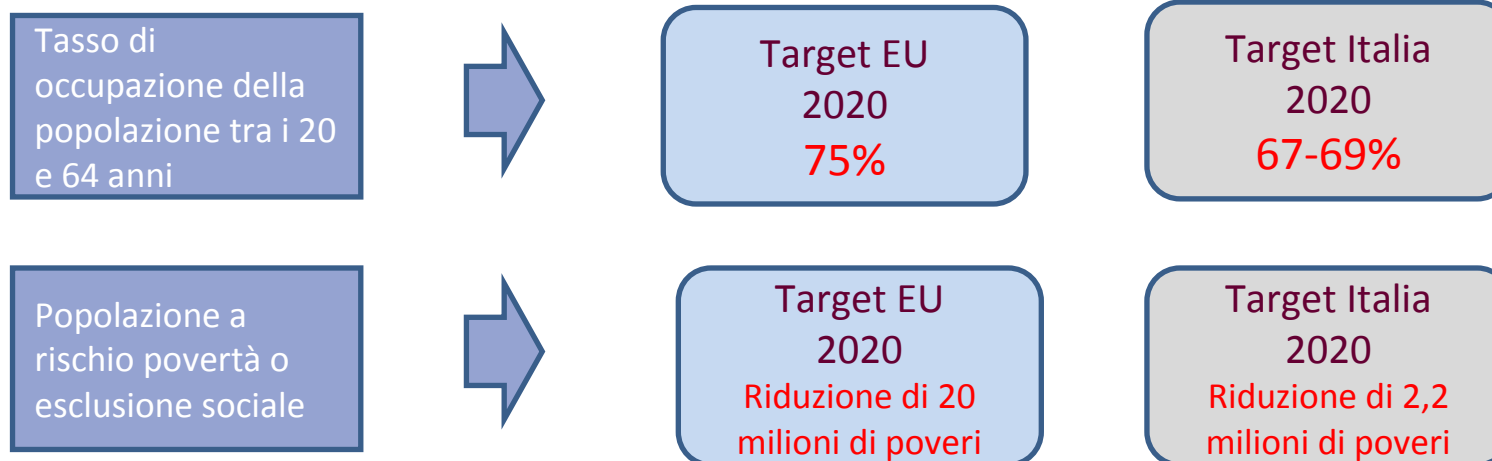 Tasso di
occupazione della
popolazione tra i 20
e 64 anni
Target EU
2020
75%
Target Italia
2020
67-69%
Popolazione a
rischio povertà o
esclusione sociale
Target EU
2020
Riduzione di 20
milioni di poveri
Target Italia
2020
Riduzione di 2,2
milioni di poveri